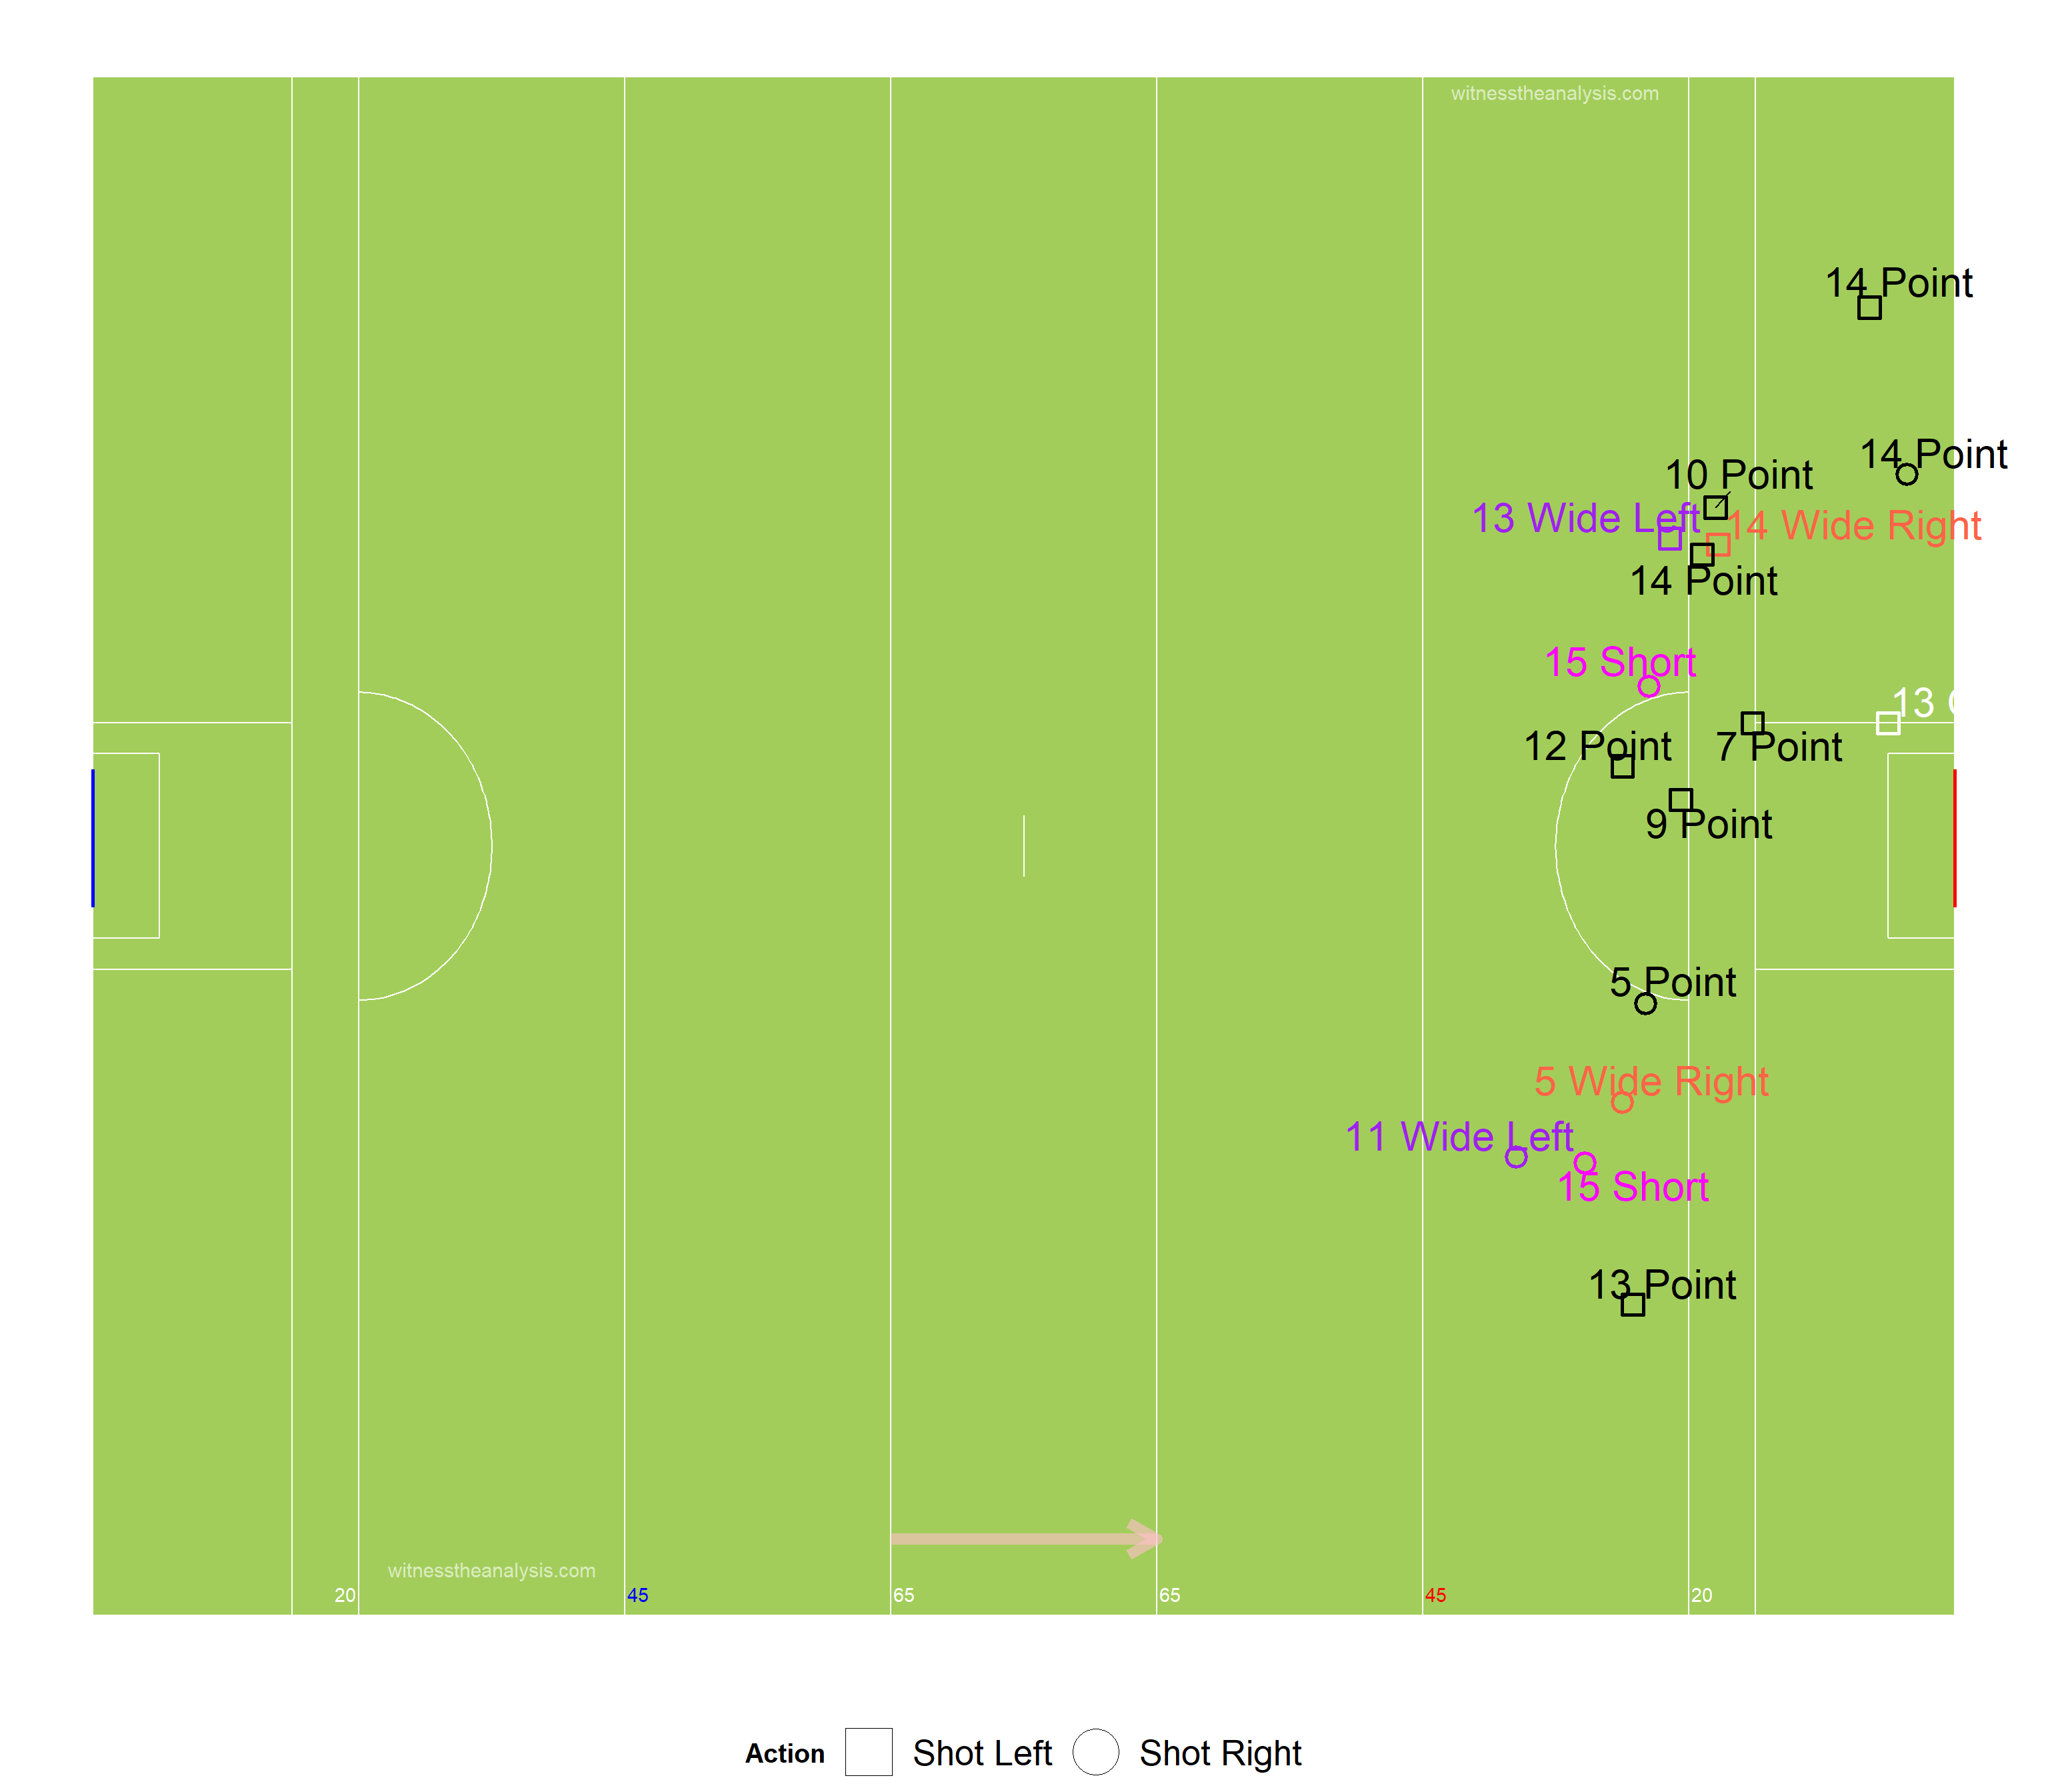 witnesstheanalysis.com
14 Point
14 Point
10 Point
13 Wide Left
14 Wide Right
14 Point
15 Short
13
12 Point
7 Point
9 Point
5 Point
5 Wide Right
11 Wide Left
15 Short
13 Point
witnesstheanalysis.com
20
45
65
65
45
20
Action
Shot Left
Shot Right